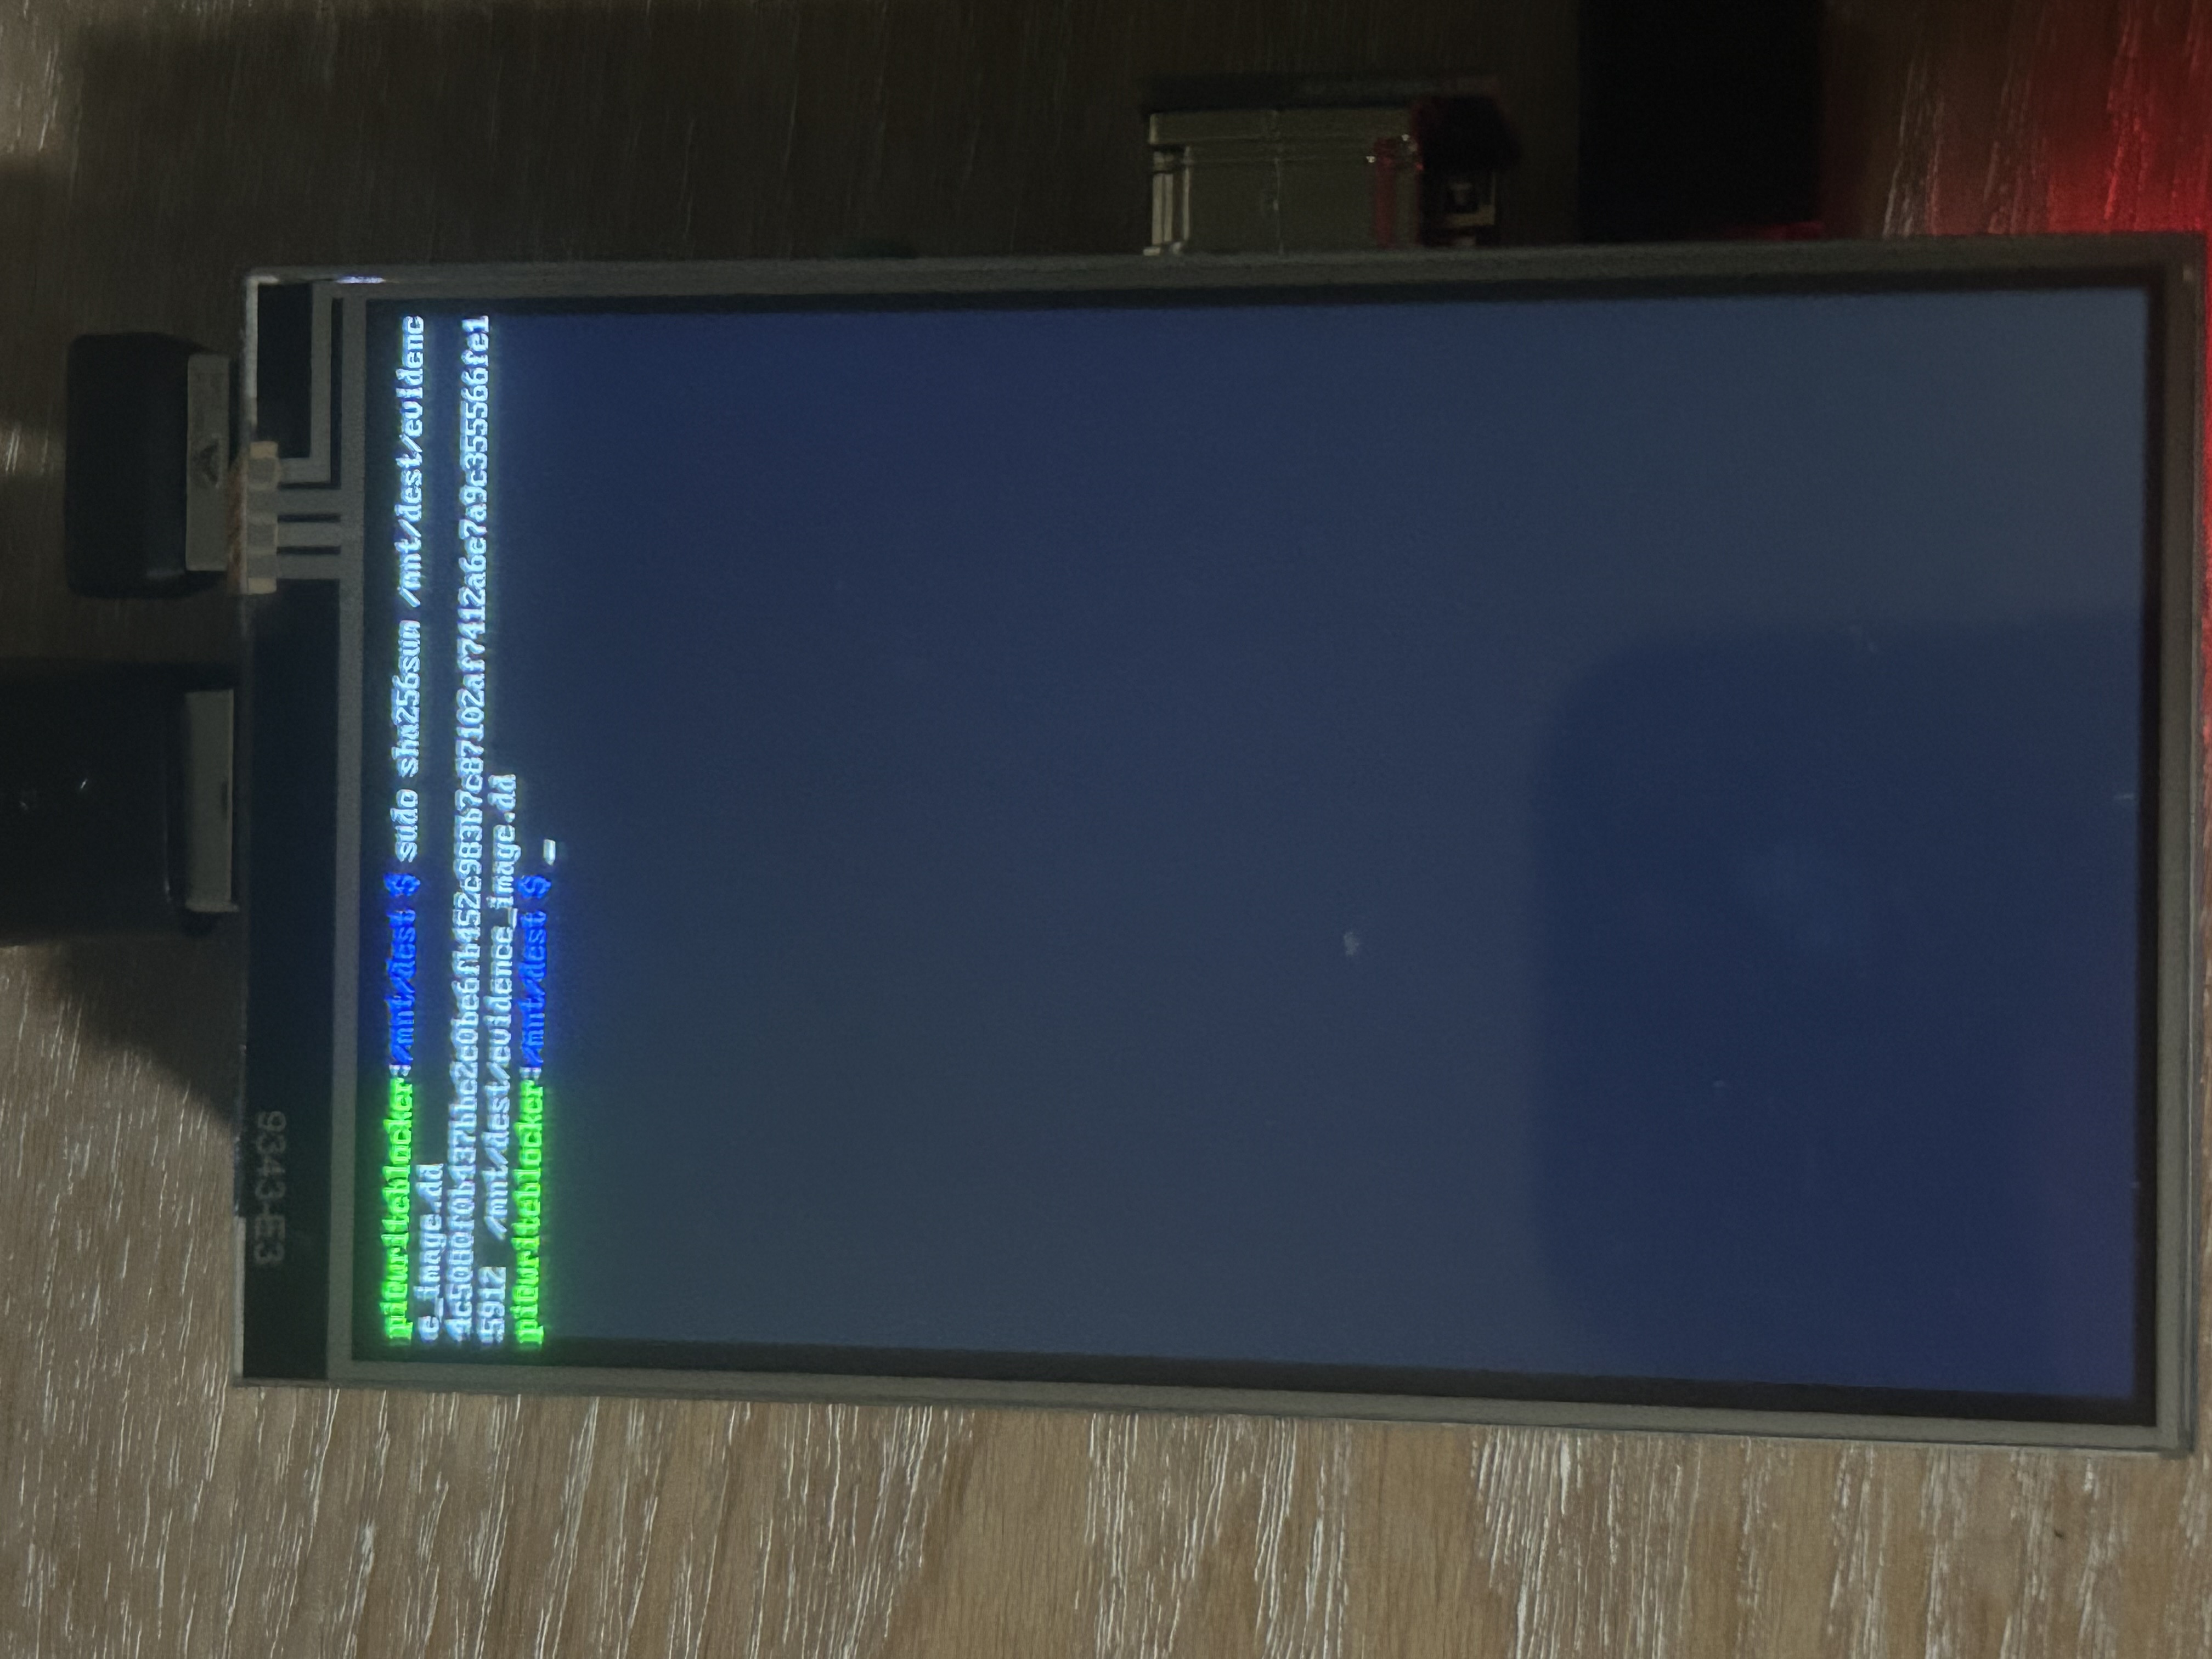 9343-E3
pi@writeblocker:/mnt/dest $ sudo sha256sum /mnt/dest/evidenc
e_image.dd
4c5080f0b437bbc2c0be6fb452c983b7c87102af7412a6e7a9c355566fe1
5912  /mnt/dest/evidence_image.dd
pi@writeblocker:/mnt/dest $ _